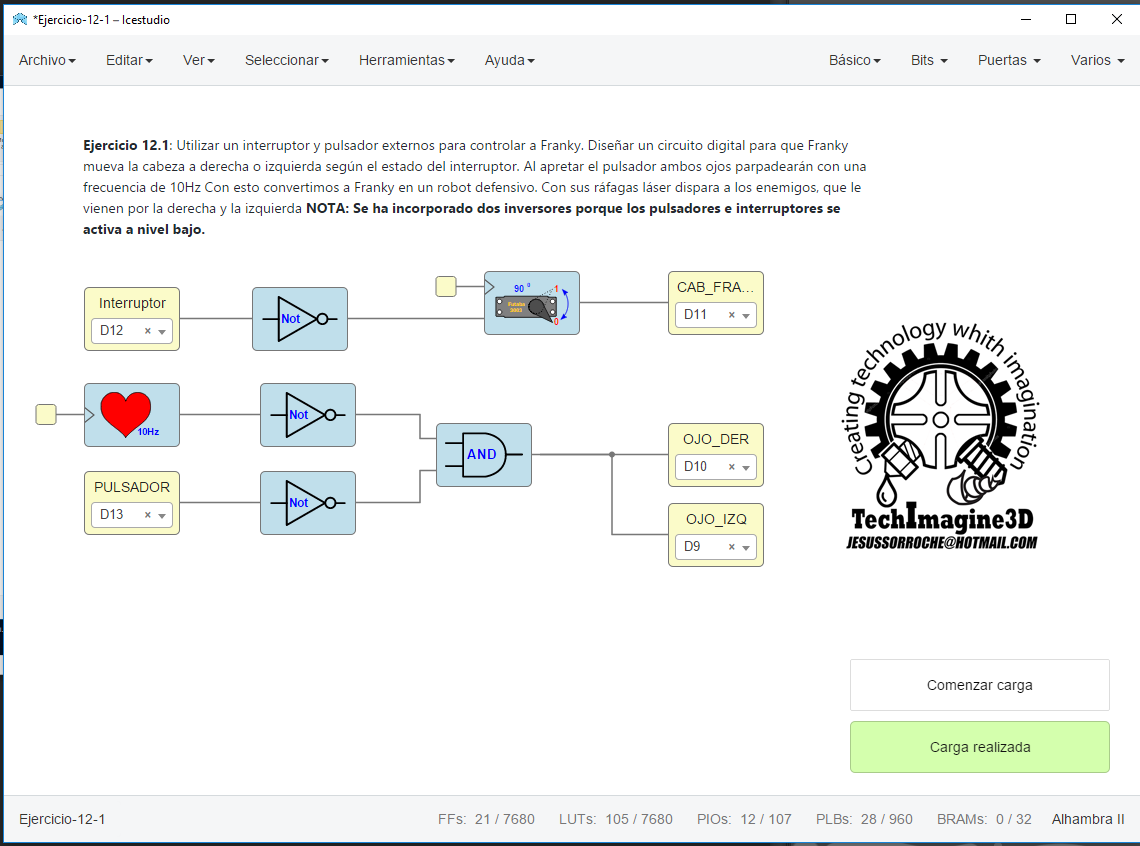 *Ejercicio-12-1 – Icestudio
Archivo Editar Ver Seleccionar Herramientas Ayuda Básico Bits Puertas Varios
Ejercicio 12.1: Utilizar un interruptor y pulsador externos para controlar a Franky. Diseñar un circuito digital para que Franky
mueva la cabeza a derecha o izquierda según el estado del interruptor. Al apretar el pulsador ambos ojos parpadearán con una
frecuencia de 10Hz Con esto convertimos a Franky en un robot defensivo. Con sus ráfagas láser dispara a los enemigos, que le
vienen por la derecha y la izquierda NOTA: Se ha incorporado dos inversores porque los pulsadores e interruptores se
activa a nivel bajo.
Interruptor
D12
Not
90 º
1
Futaba
3003
0
CAB_FRA...
D11
10Hz
Not
PULSADOR
D13
Not
AND
OJO_DER
D10
OJO_IZQ
D9
Creating technology whith imagination
TechImagine3D
JESUSSORROCHE@HOTMAIL.COM
Comenzar carga
Carga realizada
Ejercicio-12-1 FFs: 21 / 7680 LUTs: 105 / 7680 PIOs: 12 / 107 PLBs: 28 / 960 BRAMs: 0 / 32 Alhambra II